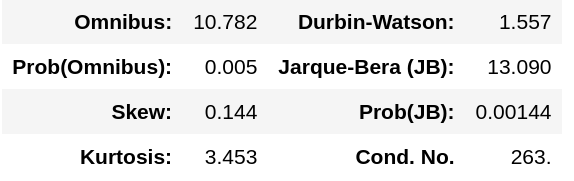 Omnibus: 10.782 Durbin-Watson: 1.557
Prob(Omnibus): 0.005 Jarque-Bera (JB): 13.090
Skew: 0.144 Prob(JB): 0.00144
Kurtosis: 3.453 Cond. No. 263.